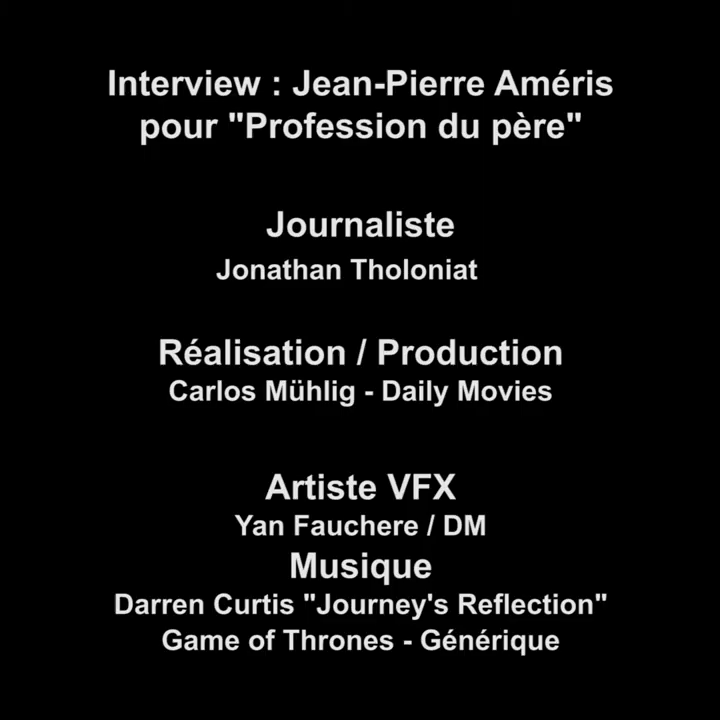 Interview : Jean-Pierre Améris
pour "Profession du père"
Journaliste
Jonathan Tholoniat
Réalisation / Production
Carlos Mühlig - Daily Movies
Artiste VFX
Yan Fauchere / DM
Musique
Darren Curtis "Journey's Reflection"
Game of Thrones - Générique